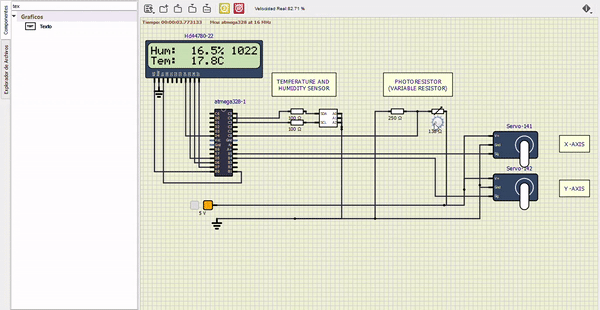 tex
Componentes
Explorador de Archivos
Graficos
Texto
Velocidad Real:82.71 %
Tiempo: 00:00:03.773133
Mcu: atmega328 at 16 MHz
Hd44780-22
Hum: 16.5% 1022
Tem: 17.8C
atmega328-1
TEMPERATURE AND
HUMIDITY SENSOR
PHOTORESISTOR
(VARIABLE RESISTOR)
100 Ω
100 Ω
250 Ω
Servo-141
X-AXIS
Servo-142
Y-AXIS
5 V